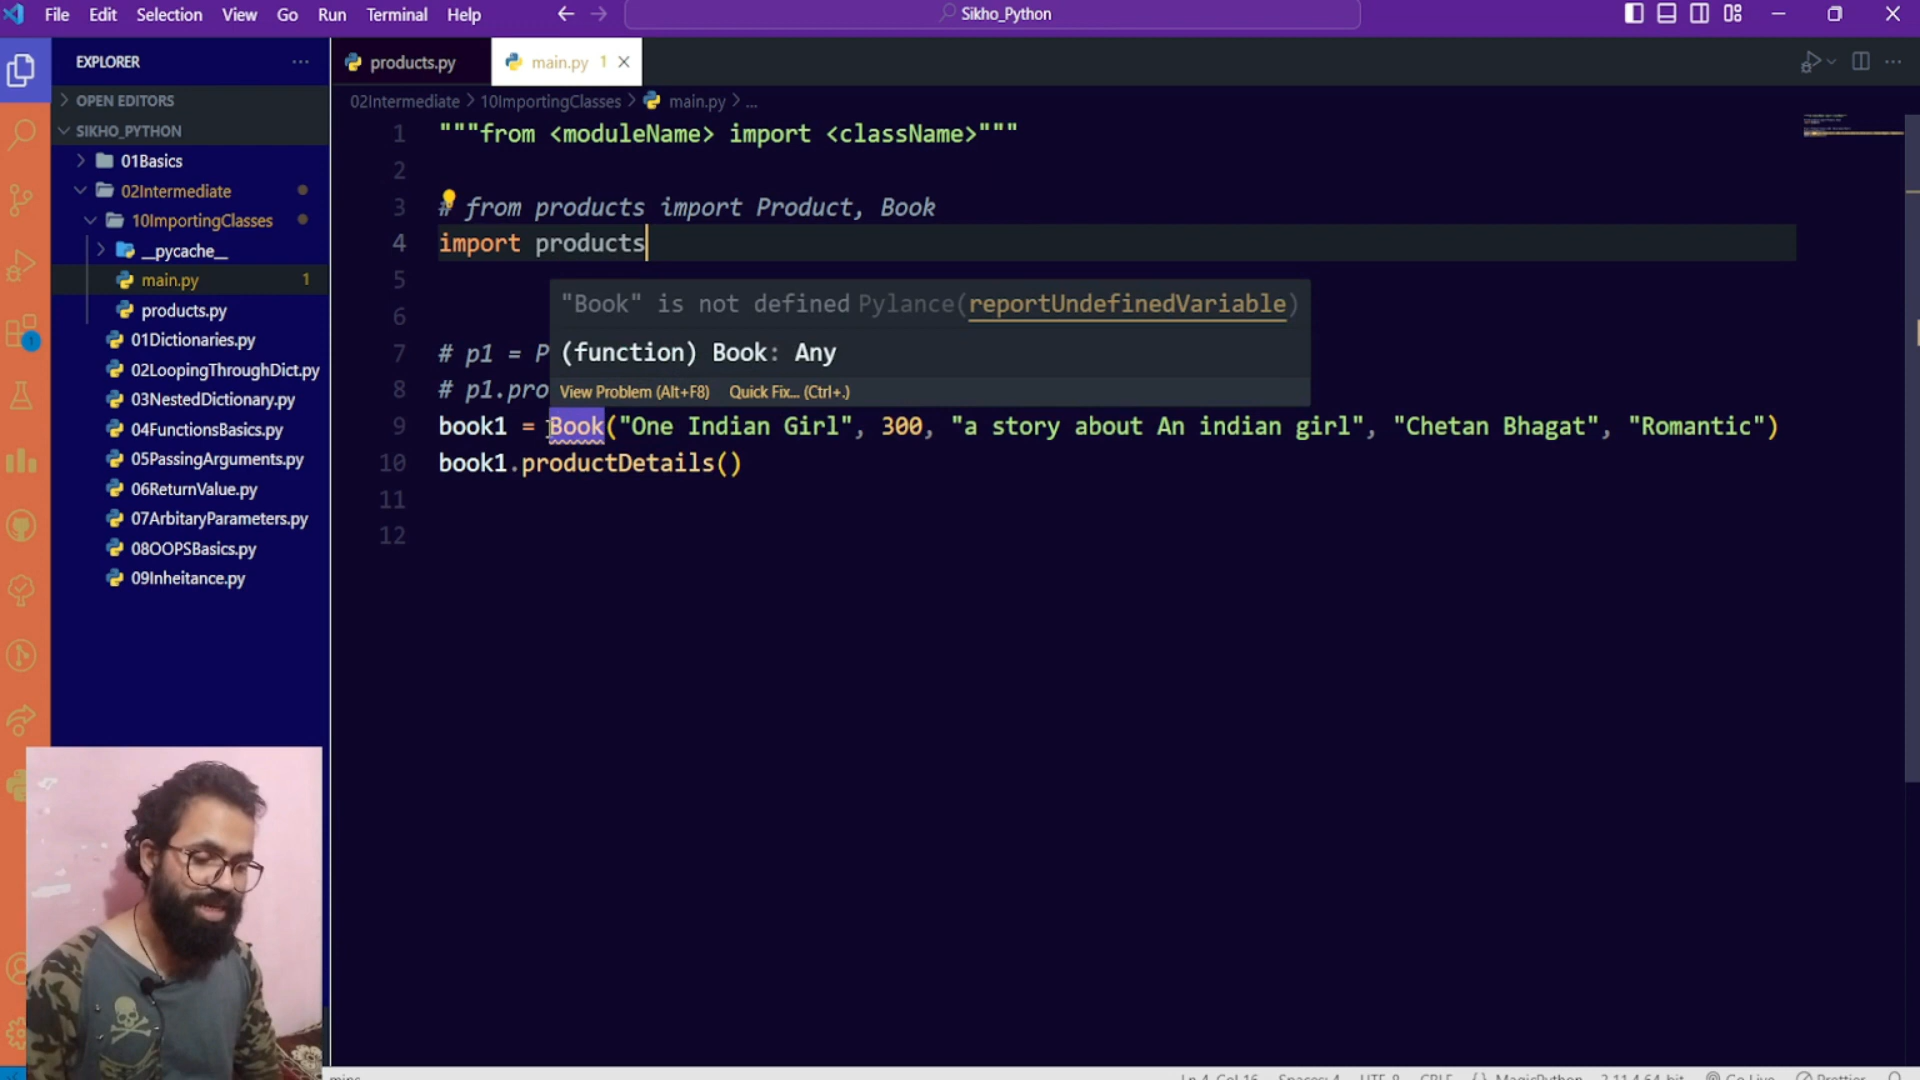 File Edit Selection View Go Run Terminal Help
Sikho_Python
EXPLORER
OPEN EDITORS
SIKHO_PYTHON
01Basics
02Intermediate
10ImportingClasses
__pycache__
main.py 1
products.py
01Dictionaries.py
02LoopingThroughDict.py
03NestedDictionary.py
04FunctionsBasics.py
05PassingArguments.py
06ReturnValue.py
07ArbitaryParameters.py
08OOPSBasics.py
09Inheitance.py
products.py
main.py 1
02Intermediate > 10ImportingClasses > main.py > ...
1 """from <moduleName> import <className>"""
2
3 # from products import Product, Book
4 import products
5
"Book" is not defined Pylance(reportUndefinedVariable)
6
(function) Book: Any
7 # p1 = P
View Problem (Alt+F8) Quick Fix... (Ctrl+.)
8 # p1.pro
9 book1 = Book("One Indian Girl", 300, "a story about An indian girl", "Chetan Bhagat", "Romantic")
10 book1.productDetails()
11
12